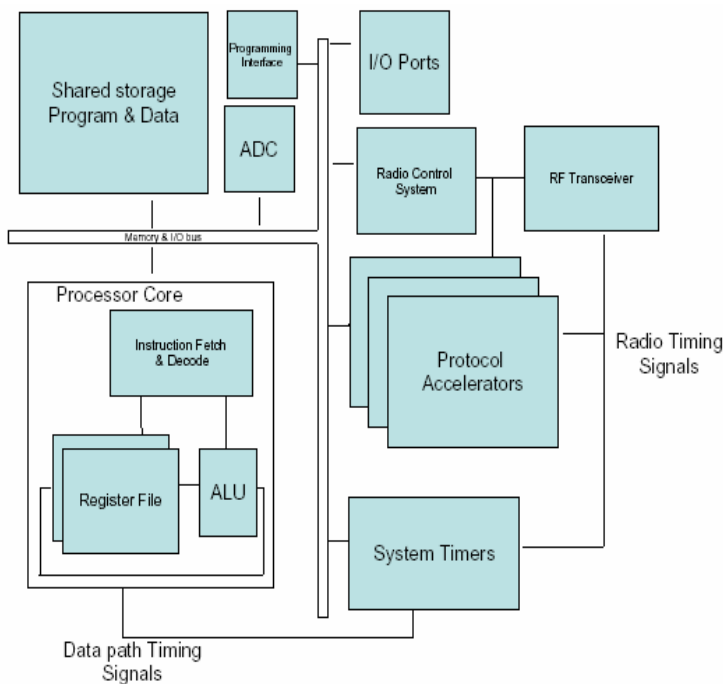 Shared storage
Program & Data
Programming
Interface
I/O Ports
ADC
Radio Control
System
RF Transceiver
Memory & I/O bus
Processor Core
Instruction Fetch
& Decode
Protocol
Accelerators
Radio Timing
Signals
Register File
ALU
System Timers
Data path Timing
Signals